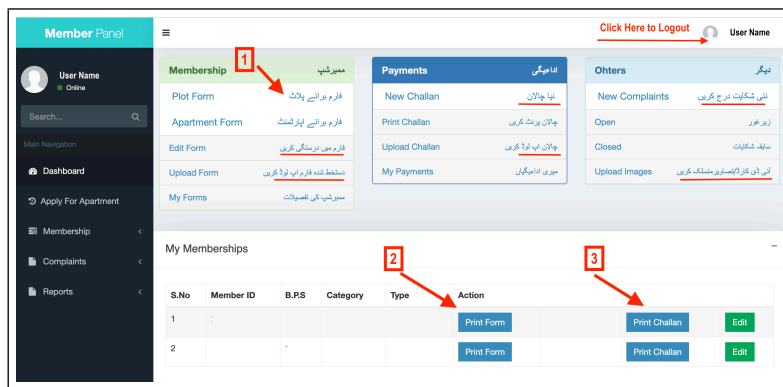 Member Panel
Click Here to Logout
User Name
User Name
Online
Search...
Main Navigation
Dashboard
Apply For Apartment
Membership
Complaints
Reports
1
Membership ممبرشپ
Plot Form فارم برائے پلاٹ
Apartment Form فارم برائے اپارٹمنٹ
Edit Form فارم میں درستگی کریں
Upload Form دستخط شدہ فارم اپ لوڈ کریں
My Forms ممبرشپ کی تفصیلات
Payments اداعیگی
New Challan نیا چالان
Print Challan چالان پرنٹ کریں
Upload Challan چالان اپ لوڈ کریں
My Payments میری اداعیگیاں
Ohters دیگر
New Complaints نئی شکایت درج کریں
Open زیرغور
Closed سابقہ شکایات
Upload Images آئی ڈی کارڈ/تصاویر منسلک کریں
My Memberships
2
3
S.No Member ID B.P.S Category Type Action
1 Print Form Print Challan Edit
2 Print Form Print Challan Edit